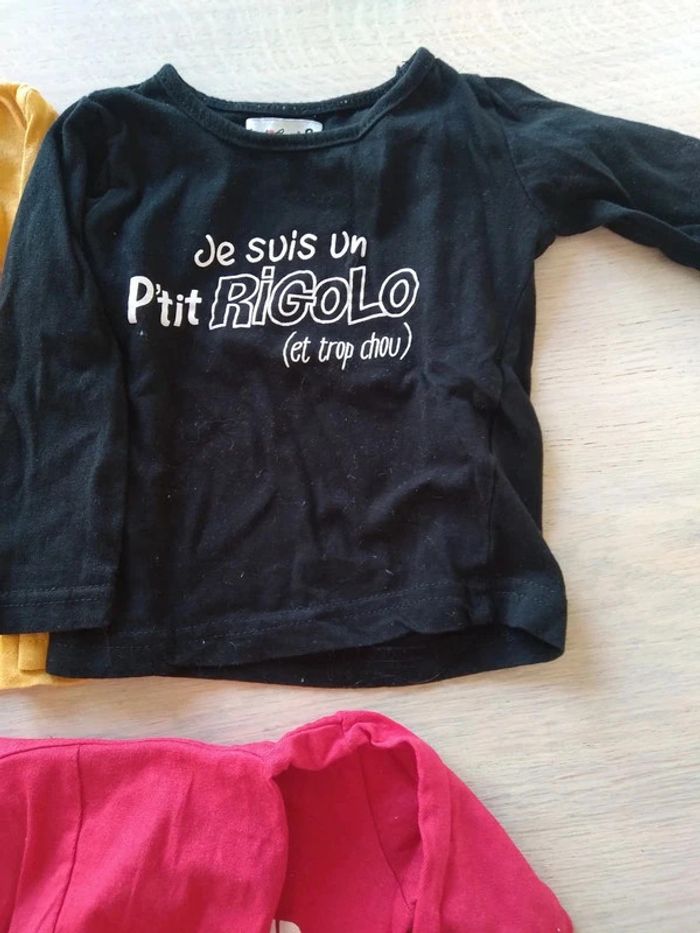 Je suis un
P'tit RiGoLO
(et trop chou)